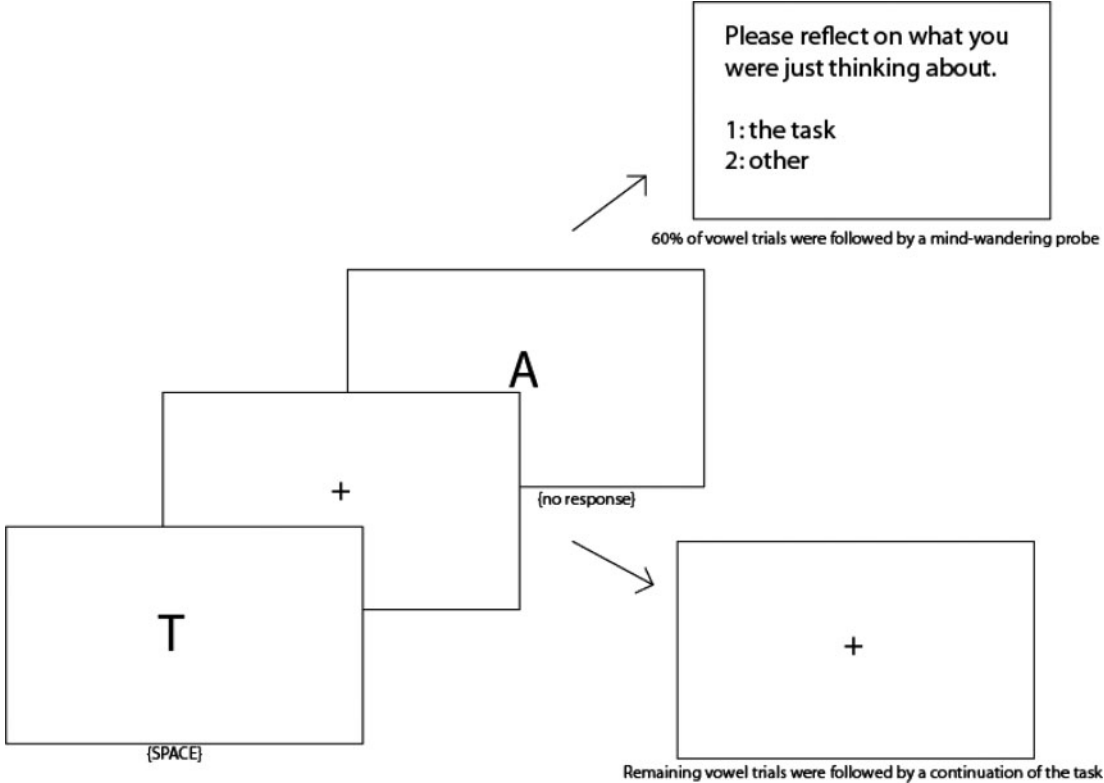 Please reflect on what you
were just thinking about.
1: the task
2: other
60% of vowel trials were followed by a mind-wandering probe
A
{no response}
+
T
{SPACE}
+
Remaining vowel trials were followed by a continuation of the task